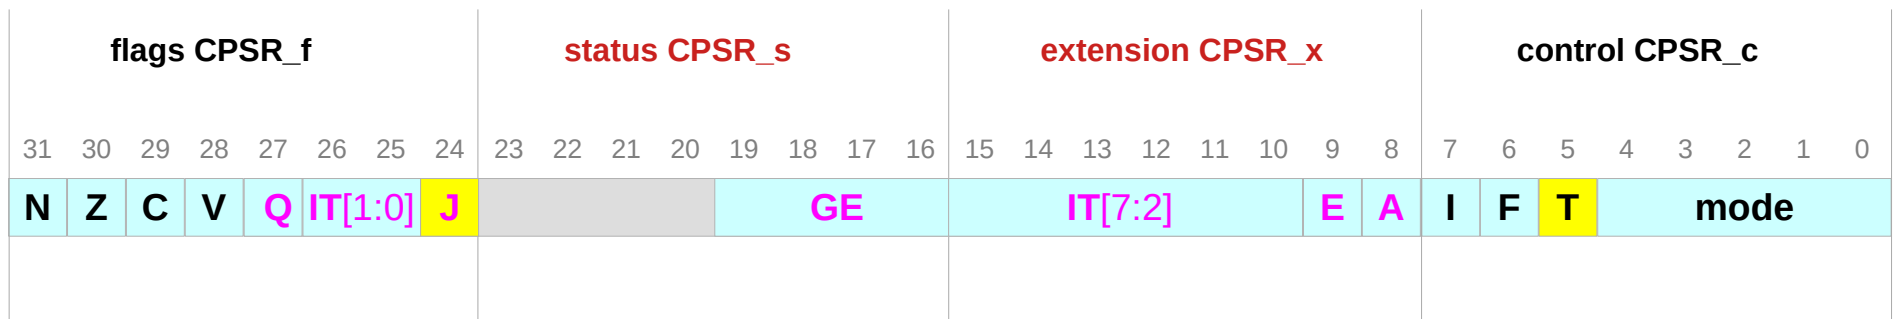 flags CPSR_f status CPSR_s extension CPSR_x control CPSR_c
31 30 29 28 27 26 25 24 23 22 21 20 19 18 17 16 15 14 13 12 11 10 9 8 7 6 5 4 3 2 1 0
N Z C V Q IT[1:0] J GE IT[7:2] E A I F T mode